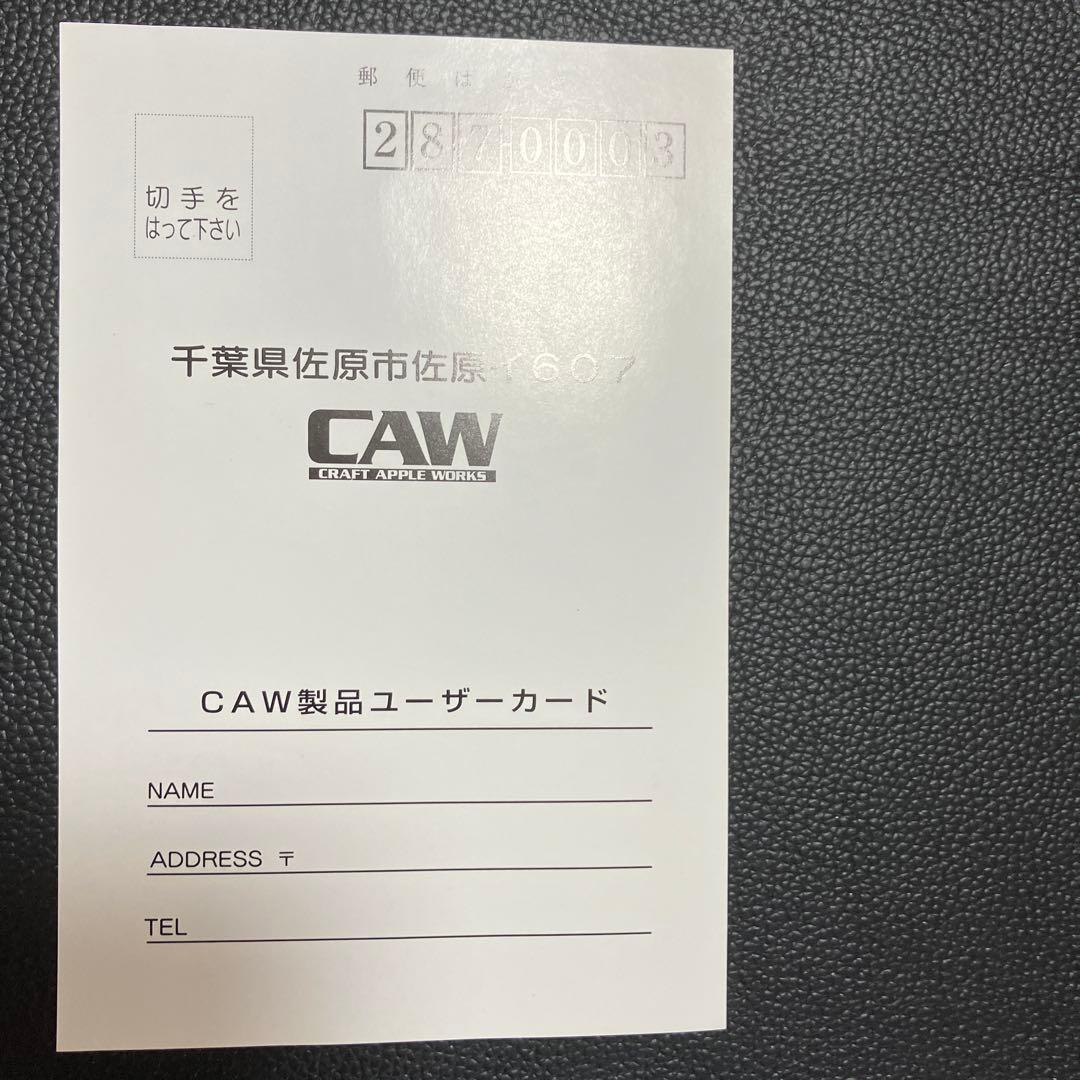 郵便は
2870003
切手を
はって下さい
千葉県佐原市佐原イ607
CAW
CRAFT APPLE WORKS
CAW製品ユーザーカード
NAME
ADDRESS 〒
TEL